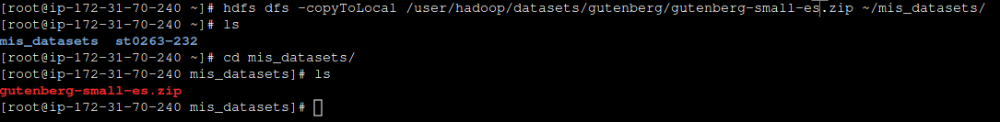 [root@ip-172-31-70-240 ~]# hdfs dfs -copyToLocal /user/hadoop/datasets/gutenberg/gutenberg-small-es.zip ~/mis_datasets/
[root@ip-172-31-70-240 ~]# ls
mis_datasets  st0263-232
[root@ip-172-31-70-240 ~]# cd mis_datasets/
[root@ip-172-31-70-240 mis_datasets]# ls
gutenberg-small-es.zip
[root@ip-172-31-70-240 mis_datasets]#